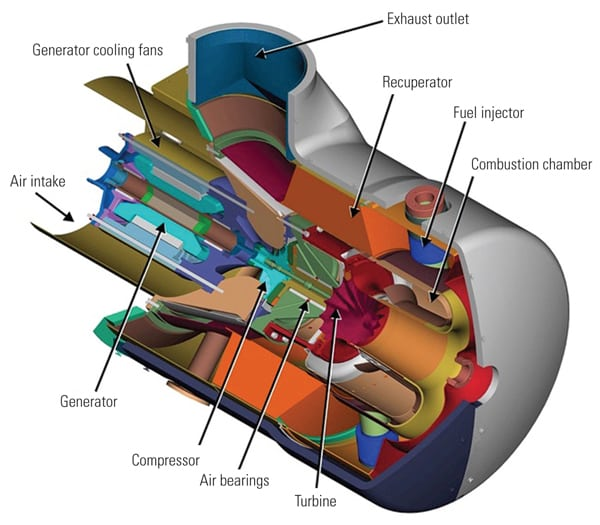 Exhaust outlet
Generator cooling fans
Recuperator
Fuel injector
Combustion chamber
Air intake
Generator
Compressor
Air bearings
Turbine